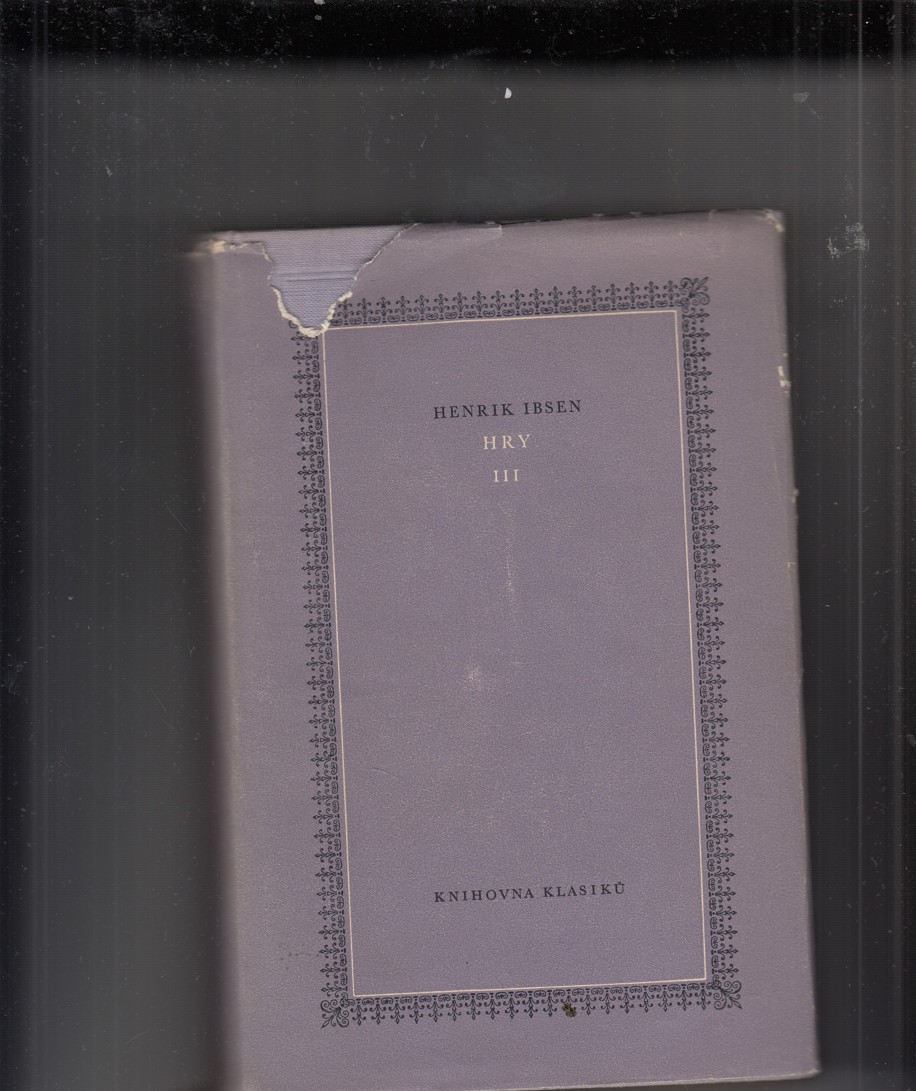 HENRIK IBSEN
HRY
III
KNIHOVNA KLASIKŮ